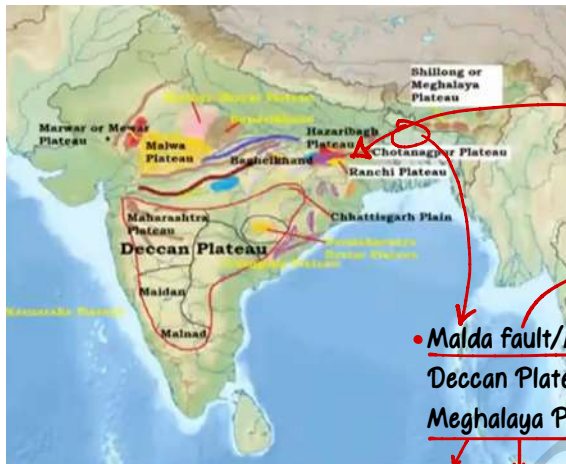 Shillong or
Meghalaya
Plateau
Marwar or Mewar
Plateau
Malwa
Plateau
Hazaribagh
Plateau
Baghelkhand
Chotanagpur Plateau
Ranchi Plateau
Maharashtra
Plateau
Chhattisgarh Plain
Deccan Plateau
Maidan
Malnad
• Malda fault/
Deccan Plate
Meghalaya P